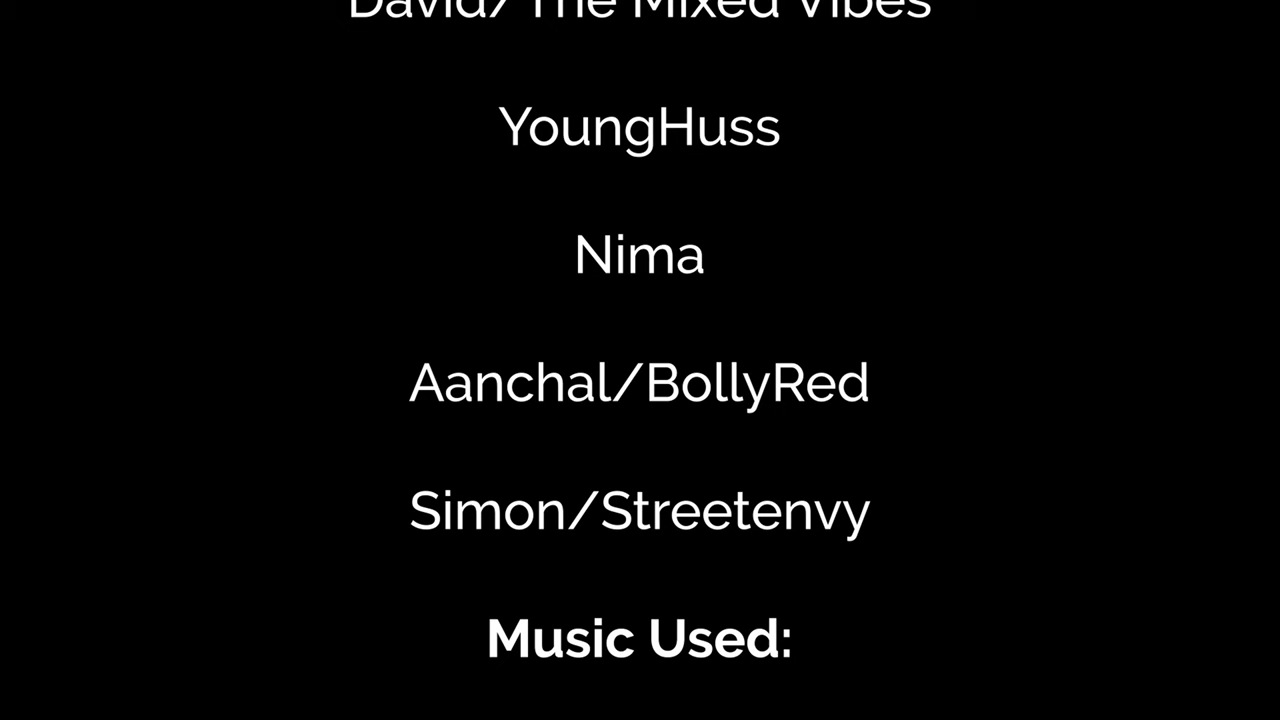 David/The Mixed Vibes
YoungHuss
Nima
Aanchal/BollyRed
Simon/Streetenvy
Music Used: